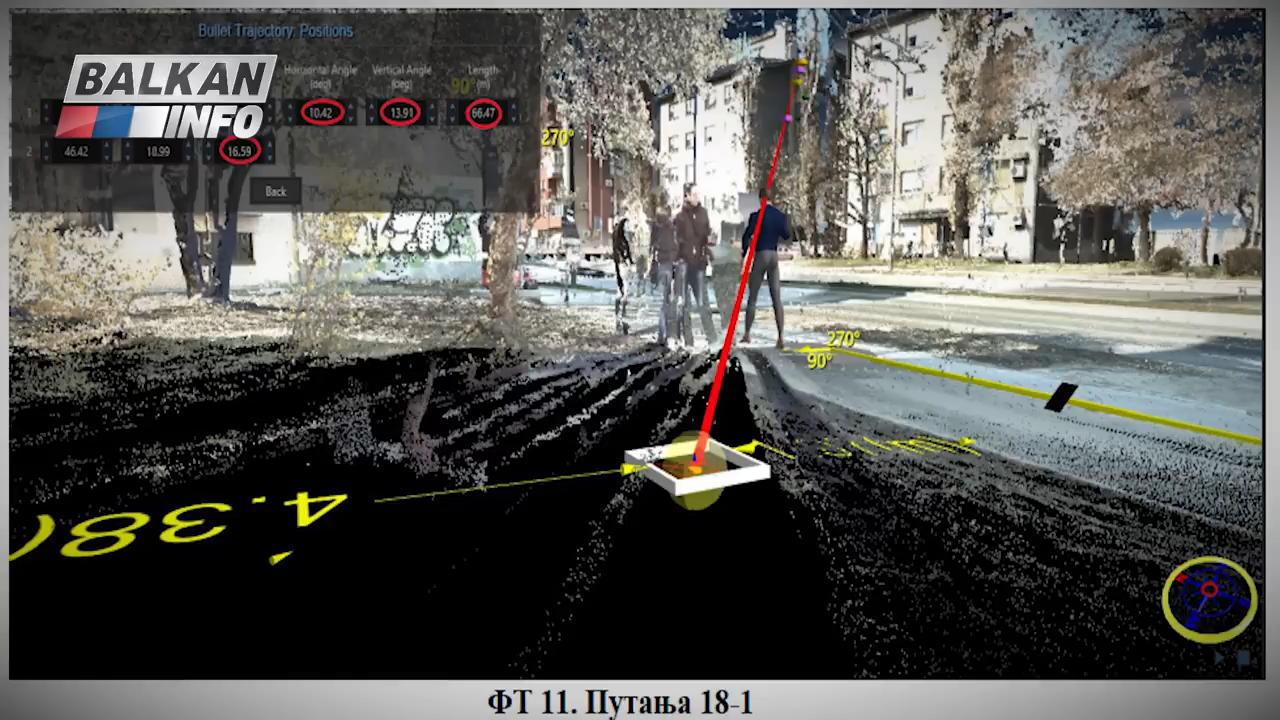 Bullet Trajectory: Positions
BALKAN
INFO
Horizontal Angle Vertical Angle Length
(deg) (deg) (m)
90°
1 10.42 13.91 66.47
2 46.42 18.99 16.59
Back
270°
270°
90°
4.38(
ФТ 11. Путања 18-1